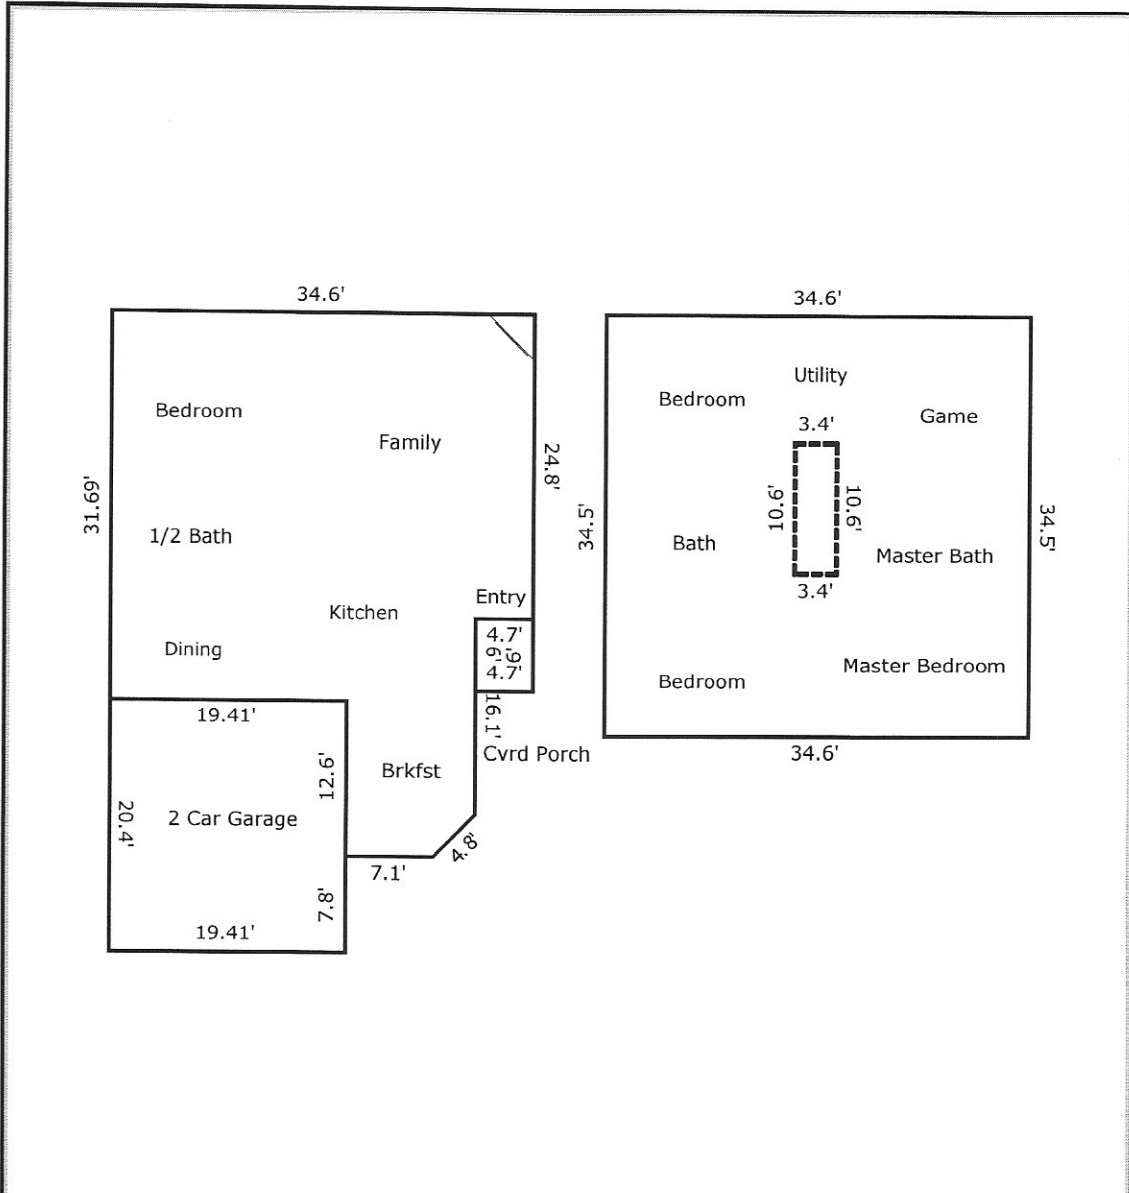 34.6'
Bedroom
Family
31.69'
24.8'
1/2 Bath
Kitchen
Entry
Dining
4.7'
6'
6'
4.7'
16.1'
Cvrd Porch
19.41'
12.6'
Brkfst
20.4'
2 Car Garage
7.1'
4.8'
7.8'
19.41'
34.6'
Utility
Bedroom
Game
3.4'
10.6'
10.6'
34.5'
34.5'
Bath
Master Bath
3.4'
Master Bedroom
Bedroom
34.6'